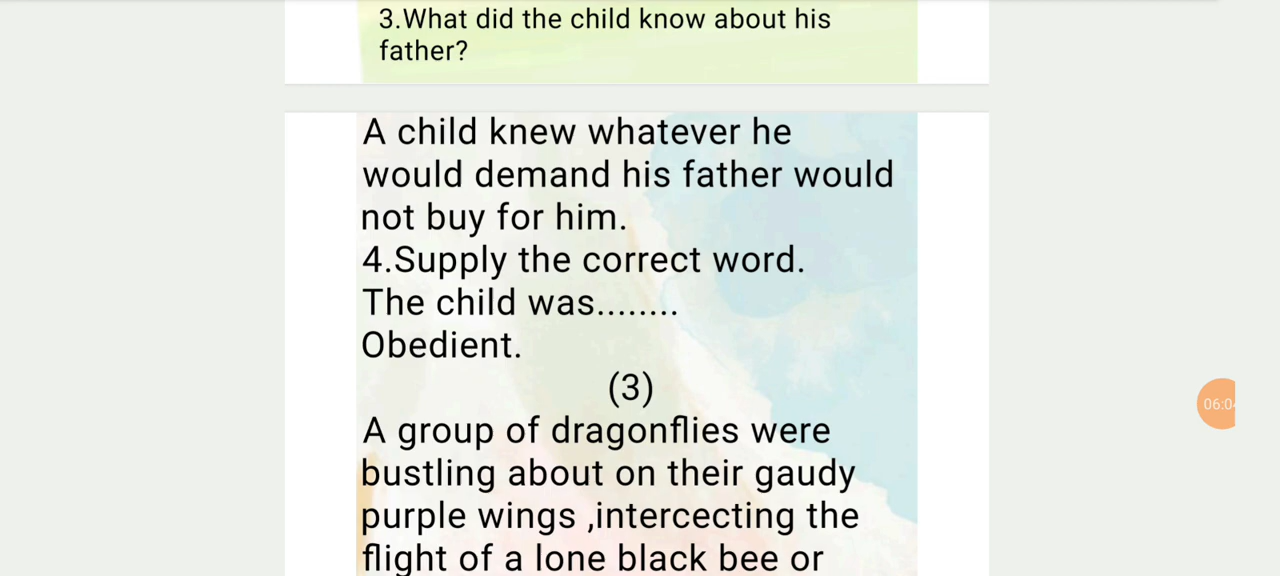 3.What did the child know about his
father?
A child knew whatever he
would demand his father would
not buy for him.
4.Supply the correct word.
The child was........
Obedient.
(3)
A group of dragonflies were
bustling about on their gaudy
purple wings ,intercecting the
flight of a lone black bee or